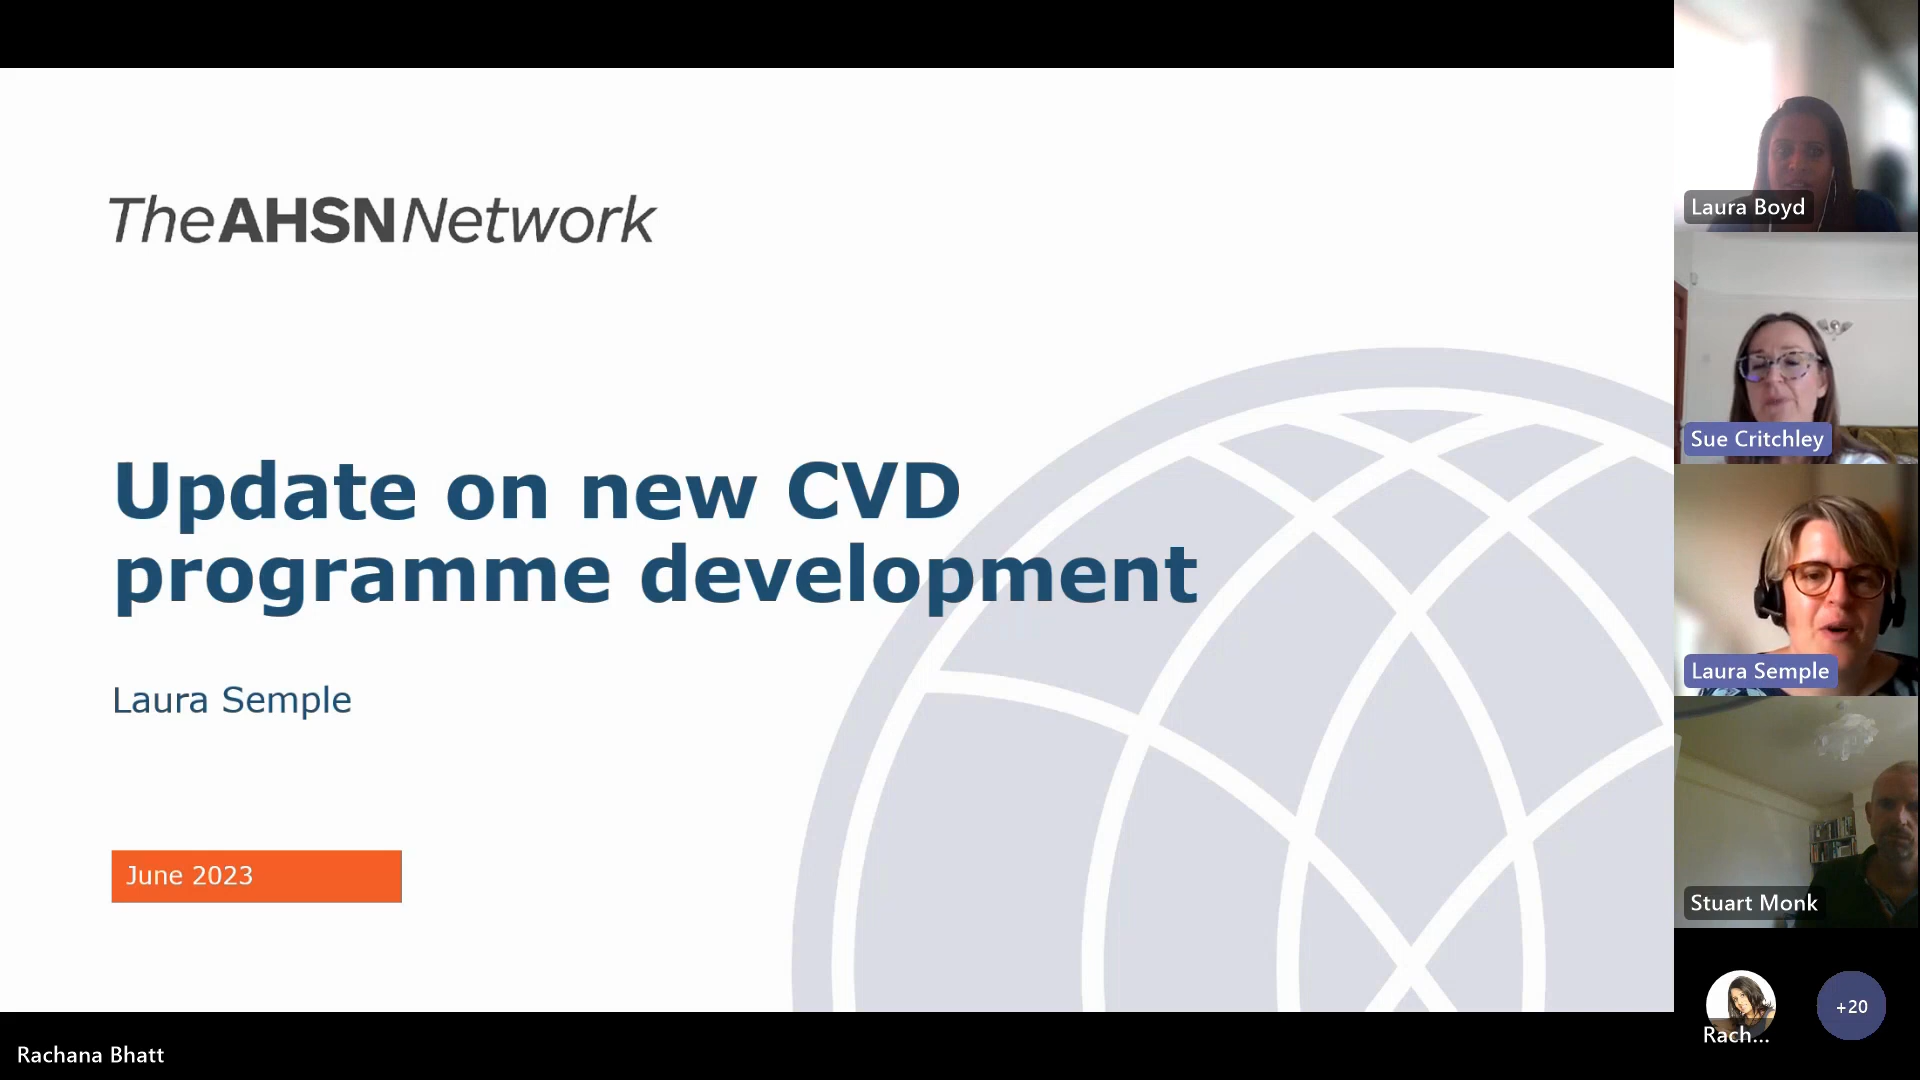 TheAHSNNetwork
Update on new CVD
programme development
Laura Semple
June 2023
Rachana Bhatt
Laura Boyd
Sue Critchley
Laura Semple
Stuart Monk
Rach...
+20